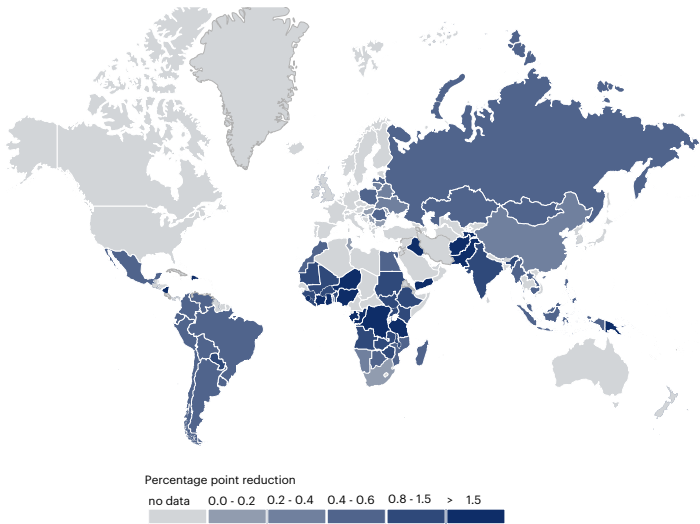 Percentage point reduction
no data 0.0 - 0.2 0.2 - 0.4 0.4 - 0.6 0.8 - 1.5 > 1.5